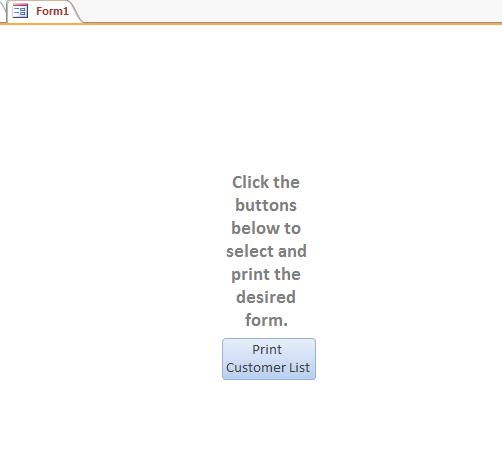 Form1
Click the
buttons
below to
select and
print the
desired
form.
Print
Customer List